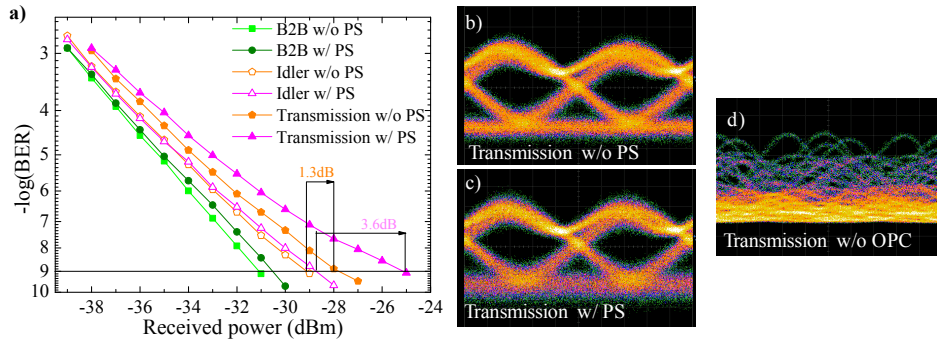 a)
B2B w/o PS
B2B w/ PS
Idler w/o PS
Idler w/ PS
Transmission w/o PS
Transmission w/ PS
1.3dB
3.6dB
-log(BER)
3
4
5
6
7
8
9
10
-38 -36 -34 -32 -30 -28 -26 -24
Received power (dBm)
b)
Transmission w/o PS
c)
Transmission w/ PS
d)
Transmission w/o OPC